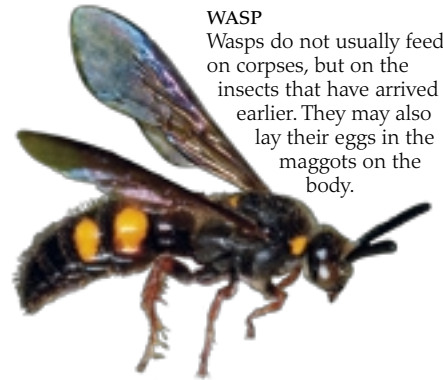 WASP
Wasps do not usually feed
on corpses, but on the
insects that have arrived
earlier. They may also
lay their eggs in the
maggots on the
body.